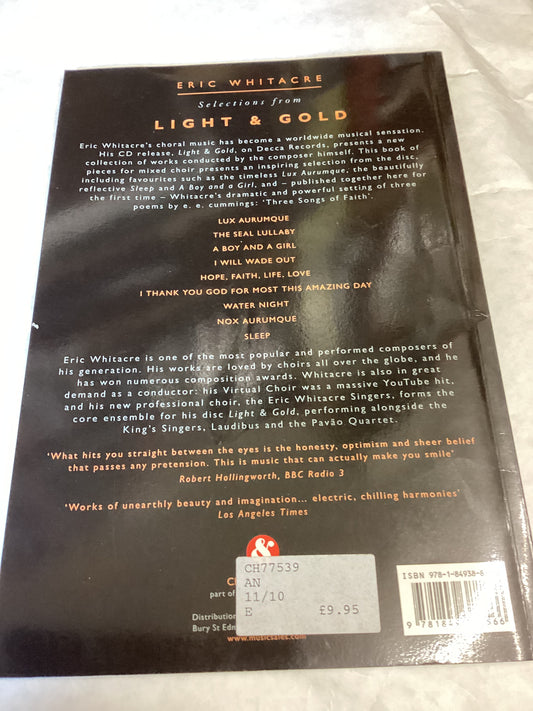 ERIC WHITACRE
Selections from
LIGHT & GOLD
Eric Whitacre's choral music has become a worldwide musical sensation.
His CD release, Light & Gold, on Decca Records, presents a new
collection of works conducted by the composer himself. This book of
pieces for mixed choir presents an inspiring selection from the disc,
including favourites such as the timeless Lux Aurumque, the beautifully
reflective Sleep and A Boy and a Girl, and – published together here for
the first time – Whitacre's dramatic and powerful setting of three
poems by e. e. cummings: 'Three Songs of Faith'.
LUX AURUMQUE
THE SEAL LULLABY
A BOY AND A GIRL
I WILL WADE OUT
HOPE, FAITH, LIFE, LOVE
I THANK YOU GOD FOR MOST THIS AMAZING DAY
WATER NIGHT
NOX AURUMQUE
SLEEP
Eric Whitacre is one of the most popular and performed composers of
his generation. His works are loved by choirs all over the globe, and he
has won numerous composition awards. Whitacre is also in great
demand as a conductor: his Virtual Choir was a massive YouTube hit,
and his new professional choir, the Eric Whitacre Singers, forms the
core ensemble for his disc Light & Gold, performing alongside the
King's Singers, Laudibus and the Pavão Quartet.
'What hits you straight between the eyes is the honesty, optimism and sheer belief
that passes any pretension. This is music that can actually make you smile'
Robert Hollingworth, BBC Radio 3
'Works of unearthly beauty and imagination... electric, chilling harmonies'
Los Angeles Times
&
part of
Distribution
Bury St
www.musicsales.com
CH77539
AN
11/10
E £9.95
ISBN 978-1-84938-